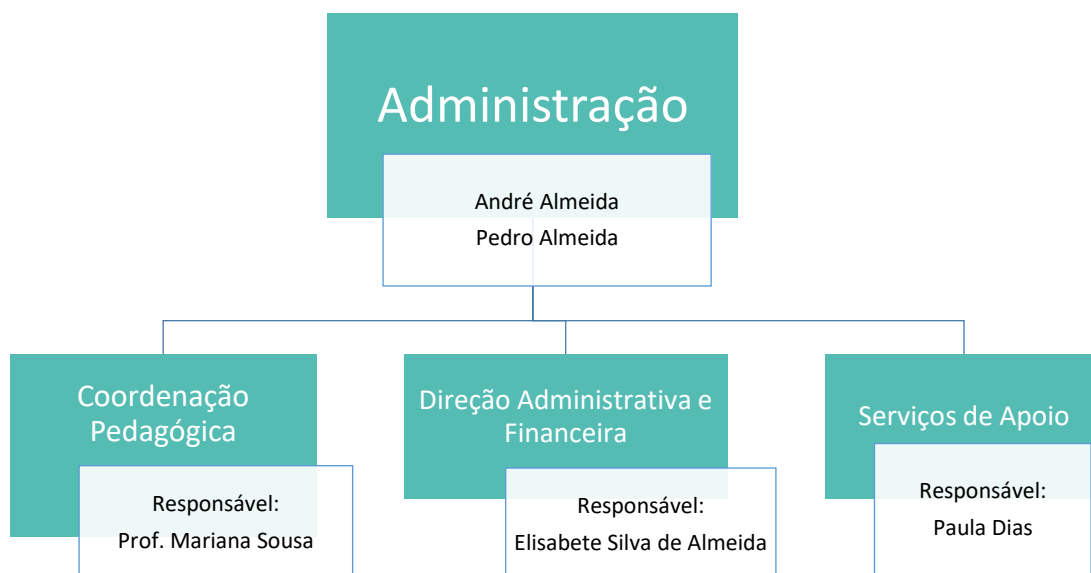 Administração
André Almeida
Pedro Almeida
Coordenação
Pedagógica
Responsável:
Prof. Mariana Sousa
Direção Administrativa e
Financeira
Responsável:
Elisabete Silva de Almeida
Serviços de Apoio
Responsável:
Paula Dias